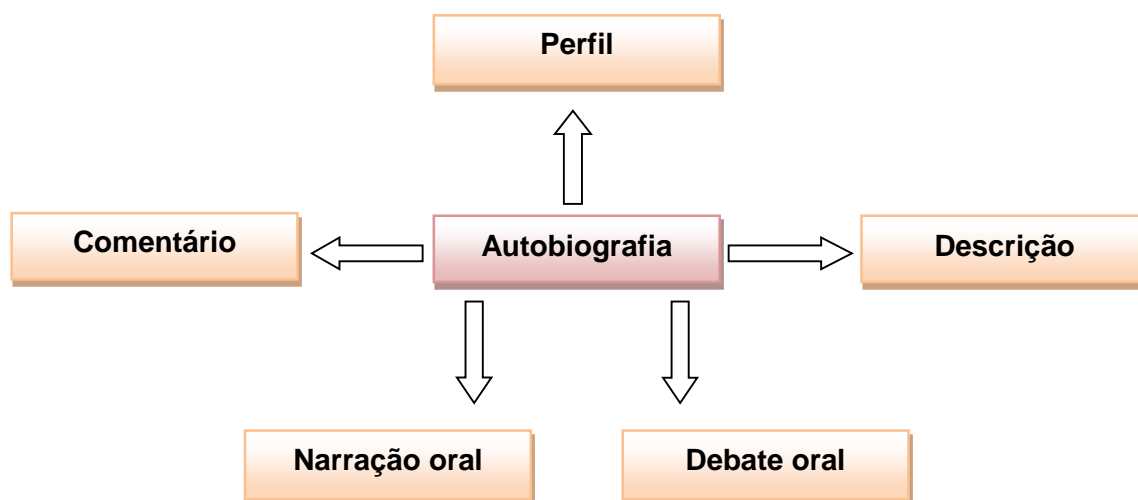 Perfil
Comentário
Autobiografia
Descrição
Narração oral
Debate oral